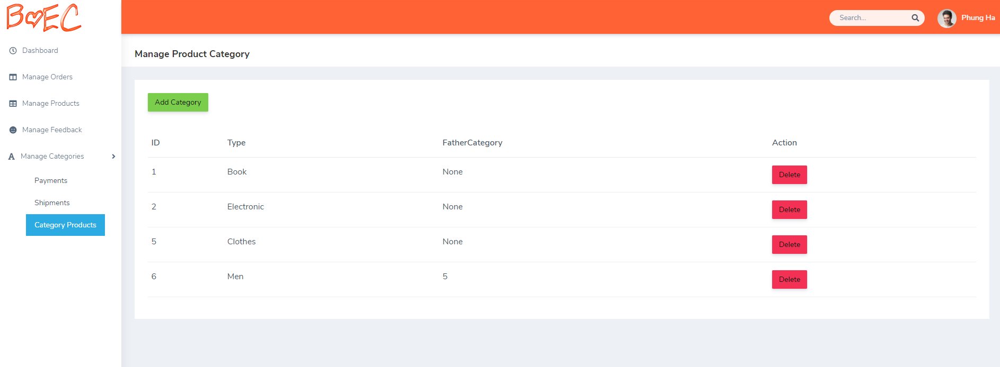 BOEC
Search...
Phung Ha
Dashboard
Manage Orders
Manage Products
Manage Feedback
Manage Categories
Payments
Shipments
Category Products
Manage Product Category
Add Category
ID Type FatherCategory Action
1 Book None Delete
2 Electronic None Delete
5 Clothes None Delete
6 Men 5 Delete